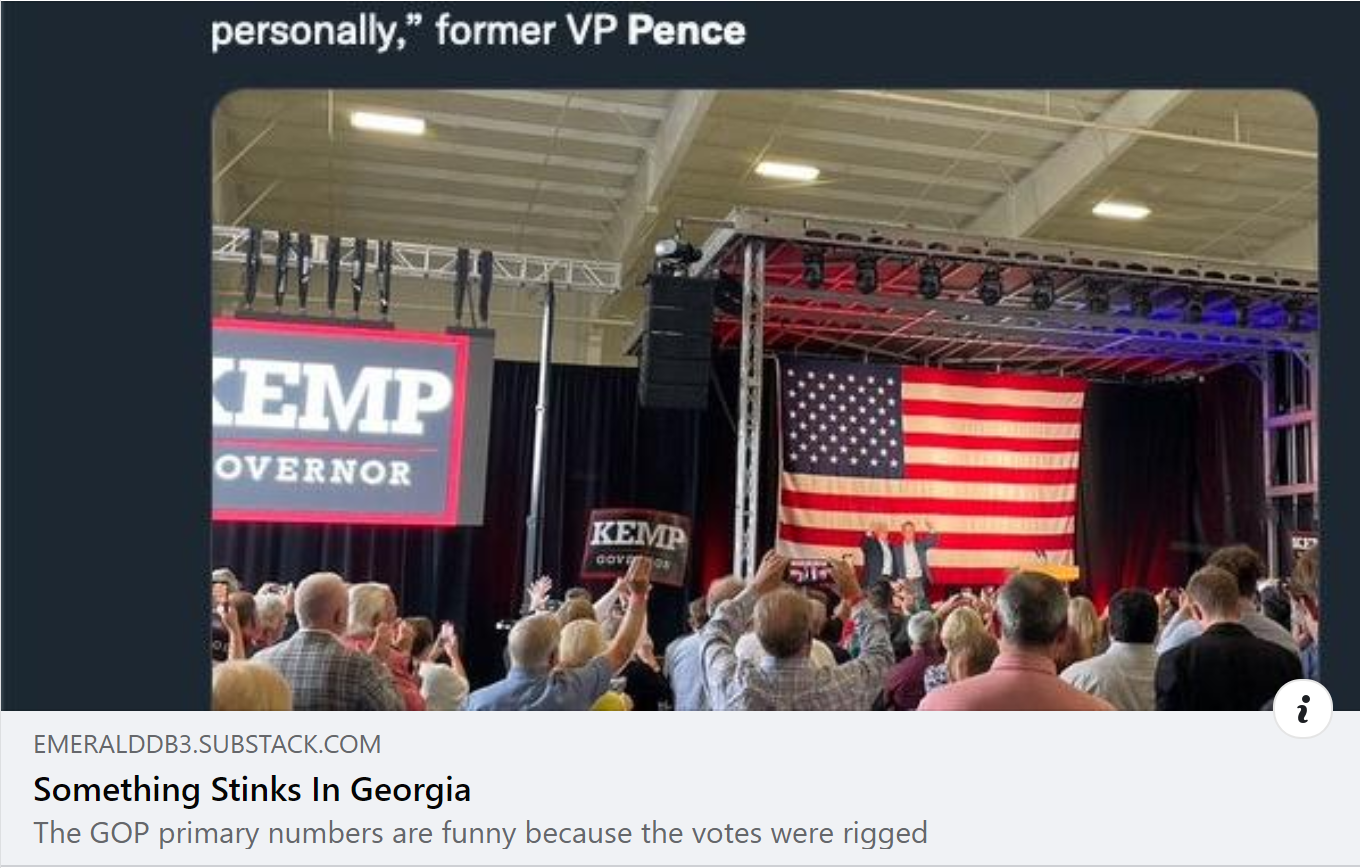 personally,” former VP Pence
KEMP
OVERNOR
KEMP
GOVERNOR
EMERALDDB3.SUBSTACK.COM
Something Stinks In Georgia
The GOP primary numbers are funny because the votes were rigged